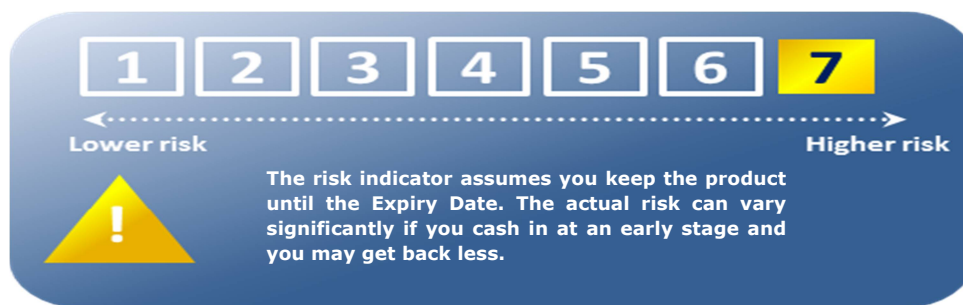 1 2 3 4 5 6 7
Lower risk Higher risk
!
The risk indicator assumes you keep the product
until the Expiry Date. The actual risk can vary
significantly if you cash in at an early stage and
you may get back less.